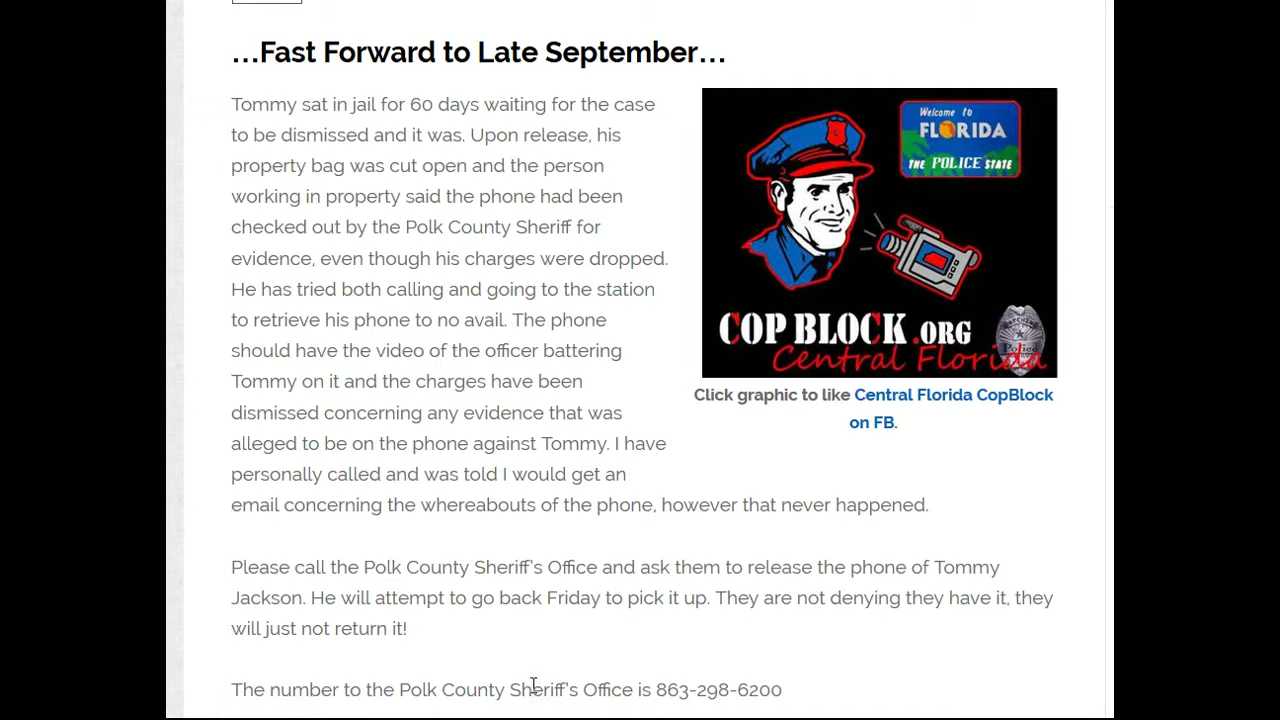 ...Fast Forward to Late September...
Tommy sat in jail for 60 days waiting for the case
to be dismissed and it was. Upon release, his
property bag was cut open and the person
working in property said the phone had been
checked out by the Polk County Sheriff for
evidence, even though his charges were dropped.
He has tried both calling and going to the station
to retrieve his phone to no avail. The phone
should have the video of the officer battering
Tommy on it and the charges have been
dismissed concerning any evidence that was
alleged to be on the phone against Tommy. I have
personally called and was told I would get an
email concerning the whereabouts of the phone, however that never happened.
Welcome to
FLORIDA
THE POLICE STATE
COP BLOCK.ORG
Central Florida
Police
Click graphic to like Central Florida CopBlock
on FB.
Please call the Polk County Sheriff's Office and ask them to release the phone of Tommy
Jackson. He will attempt to go back Friday to pick it up. They are not denying they have it, they
will just not return it!
The number to the Polk County Sheriff's Office is 863-298-6200